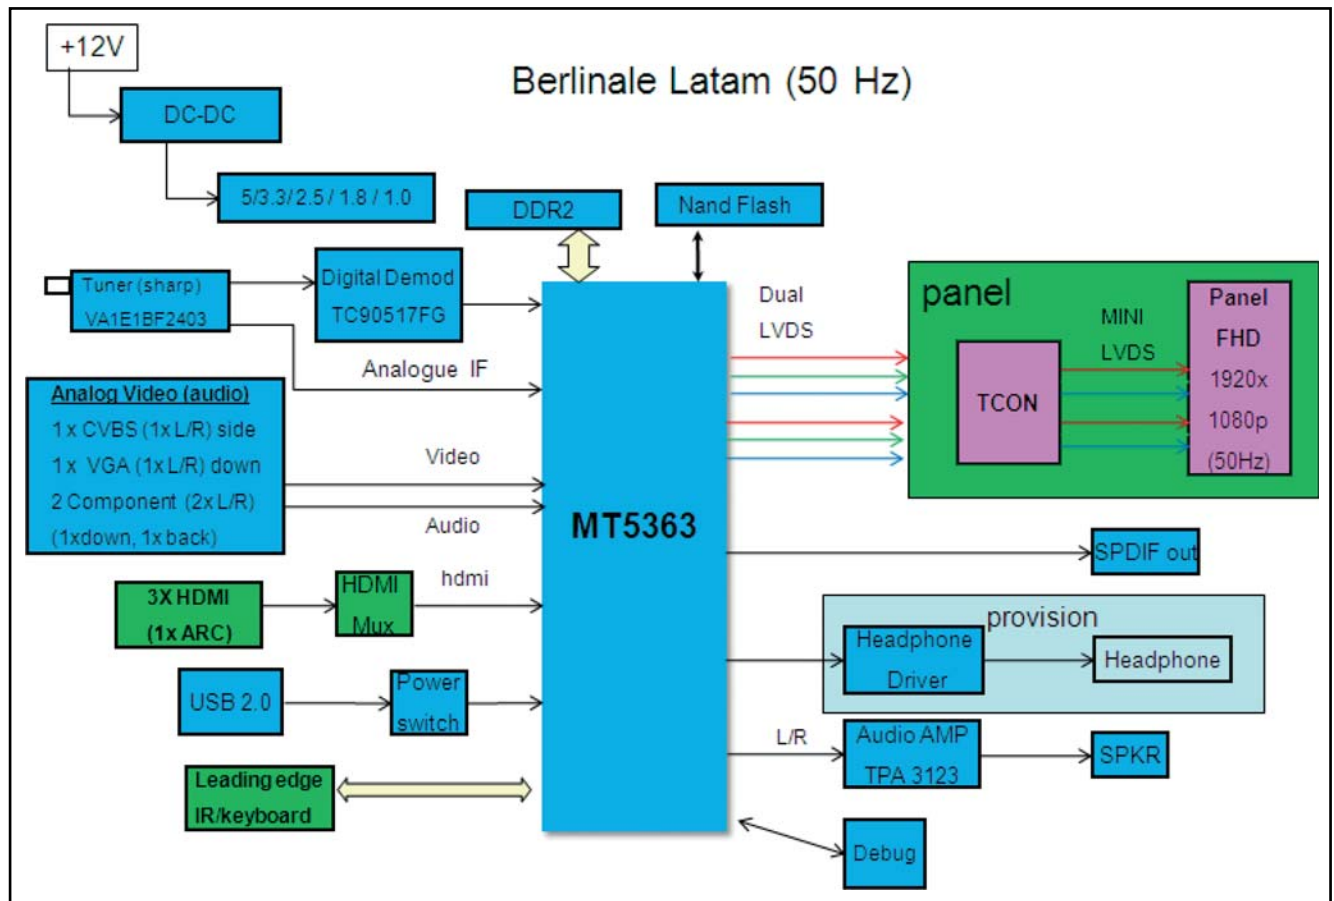 +12V
Berlinale Latam (50 Hz)
DC-DC
5/3.3/2.5/1.8/1.0
DDR2
Nand Flash
Tuner (sharp)
VA1E1BF2403
Digital Demod
TC90517FG
Analogue IF
Dual
LVDS
panel
MINI
LVDS
TCON
Panel
FHD
1920x
1080p
(50Hz)
Analog Video (audio)
1x CVBS (1x L/R) side
1x VGA (1x L/R) down
2 Component (2x L/R)
(1xdown, 1x back)
Video
Audio
MT5363
3X HDMI
(1x ARC)
HDMI
Mux
hdmi
SPDIF out
provision
Headphone
Driver
Headphone
USB 2.0
Power
switch
L/R
Audio AMP
TPA 3123
SPKR
Leading edge
IR/keyboard
Debug